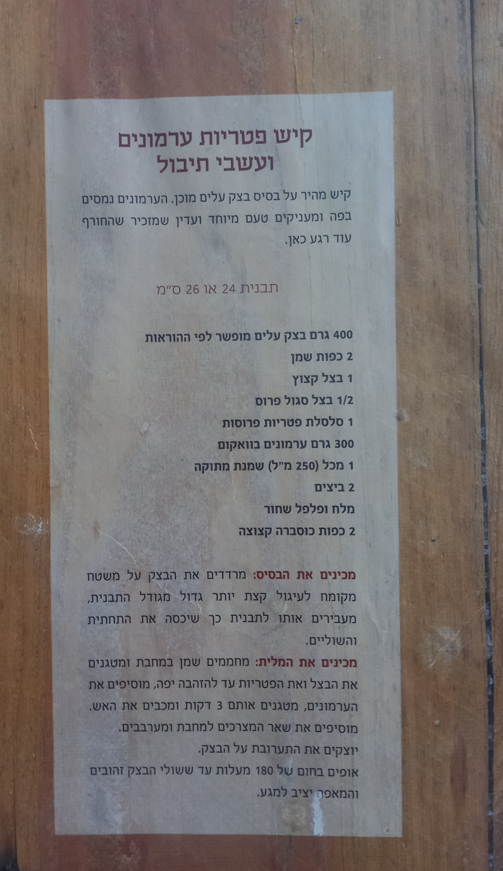 קיש פטריות ערמונים
ועשבי תיבול
קיש מהיר על בסיס בצק עלים מוכן. הערמונים נמסים
בפה ומעניקים טעם מיוחד ועדין שמזכיר שהחורף
עוד רגע כאן.
תבנית 24 או 26 ס״מ
400 גרם בצק עלים מופשר לפי ההוראות
2 כפות שמן
1 בצל קצוץ
1/2 בצל סגול פרוס
1 סלסלת פטריות פרוסות
300 גרם ערמונים בוואקום
1 מכל (250 מ"ל) שמנת מתוקה
2 ביצים
מלח ופלפל שחור
2 כפות כוסברה קצוצה
מכינים את הבסיס: מרדדים את הבצק על משטח
מקומח לעיגול קצת יותר גדול מגודל התבנית,
מעבירים אותו לתבנית כך שיכסה את התחתית
והשוליים.
מכינים את המלית: מחממים שמן במחבת ומטגנים
את הבצל ואת הפטריות עד להזהבה יפה, מוסיפים את
הערמונים, מטגנים אותם 3 דקות ומכבים את האש.
מוסיפים את שאר המצרכים למחבת ומערבבים.
יוצקים את התערובת על הבצק.
אופים בחום של 180 מעלות עד ששולי הבצק זהובים
והמאפה יציב למגע.